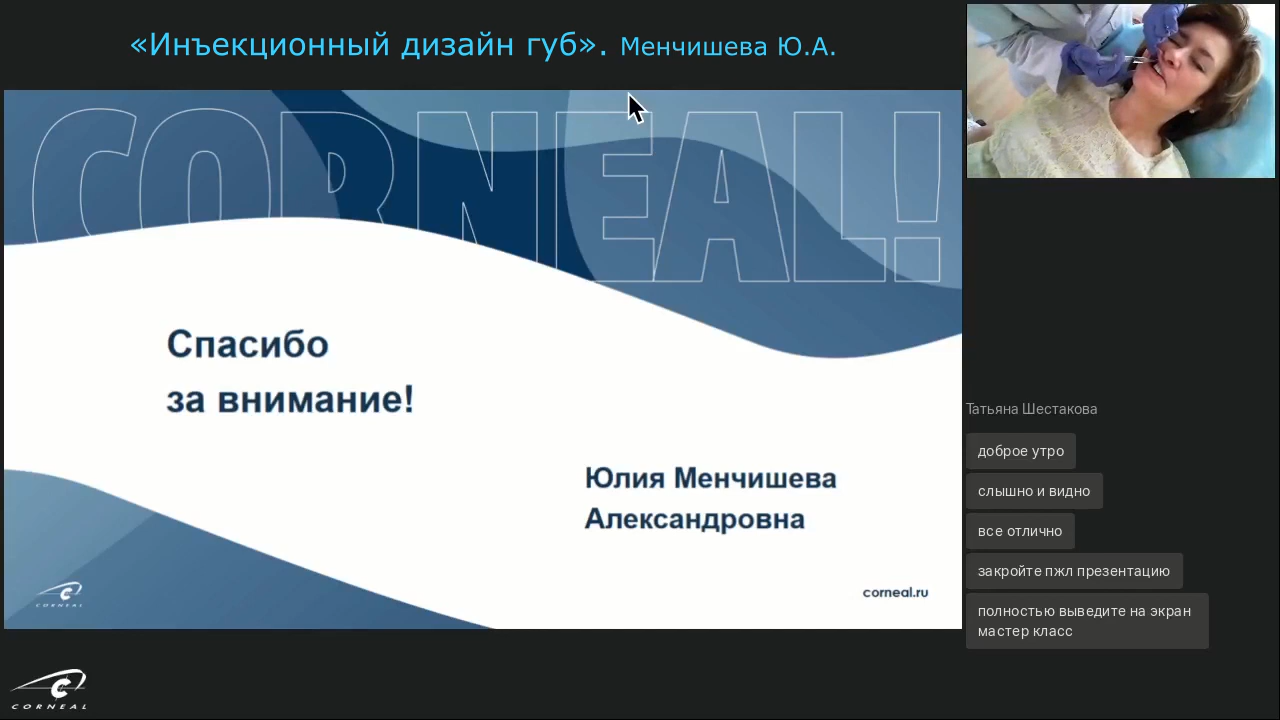 «Инъекционный дизайн губ». Менчишева Ю.А.
CORNEAL!
Спасибо
за внимание!
Юлия Менчишева
Александровна
CORNEAL
corneal.ru
Татьяна Шестакова
доброе утро
слышно и видно
все отлично
закройте пжл презентацию
полностью выведите на экран
мастер класс
CORNEAL